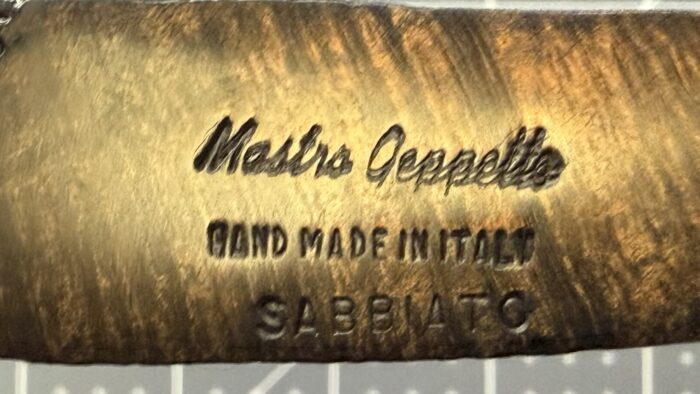 Mastro Geppetto
HAND MADE IN ITALY
SABBIATO